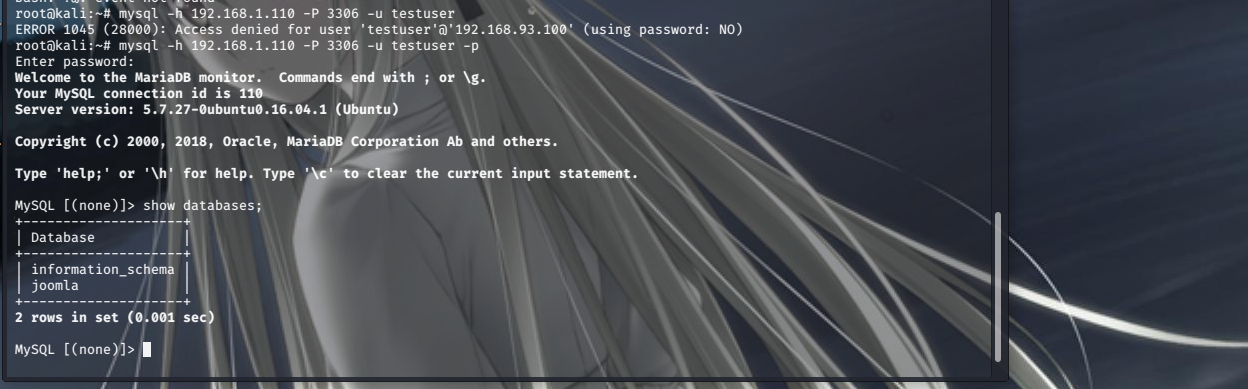 root@kali:~# mysql -h 192.168.1.110 -P 3306 -u testuser
ERROR 1045 (28000): Access denied for user 'testuser'@'192.168.93.100' (using password: NO)
root@kali:~# mysql -h 192.168.1.110 -P 3306 -u testuser -p
Enter password:
Welcome to the MariaDB monitor.  Commands end with ; or \g.
Your MySQL connection id is 110
Server version: 5.7.27-0ubuntu0.16.04.1 (Ubuntu)
Copyright (c) 2000, 2018, Oracle, MariaDB Corporation Ab and others.
Type 'help;' or '\h' for help. Type '\c' to clear the current input statement.
MySQL [(none)]> show databases;
+--------------------+
| Database           |
+--------------------+
| information_schema |
| joomla             |
+--------------------+
2 rows in set (0.001 sec)
MySQL [(none)]>